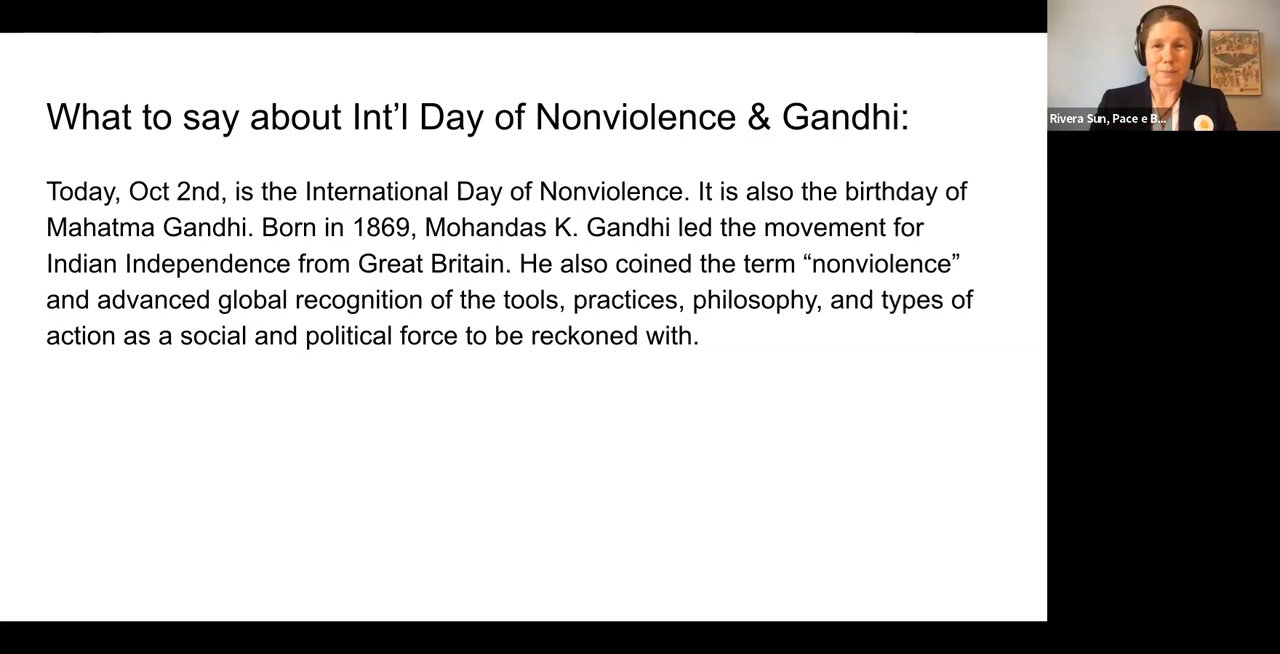 What to say about Int’l Day of Nonviolence & Gandhi:
Today, Oct 2nd, is the International Day of Nonviolence. It is also the birthday of
Mahatma Gandhi. Born in 1869, Mohandas K. Gandhi led the movement for
Indian Independence from Great Britain. He also coined the term “nonviolence”
and advanced global recognition of the tools, practices, philosophy, and types of
action as a social and political force to be reckoned with.
Rivera Sun, Pace e B...